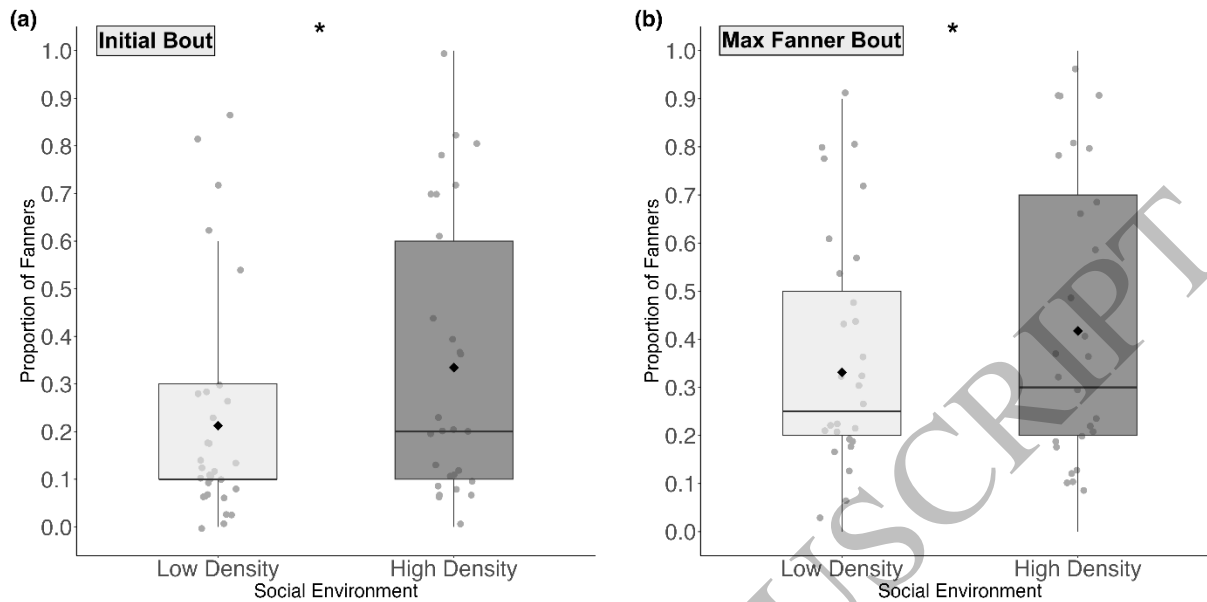 (a)
Initial Bout
*
1.0
0.9
0.8
0.7
0.6
0.5
0.4
0.3
0.2
0.1
0.0
Proportion of Fanners
Low Density
High Density
Social Environment
(b)
Max Fanner Bout
*
1.0
0.9
0.8
0.7
0.6
0.5
0.4
0.3
0.2
0.1
0.0
Proportion of Fanners
Low Density
High Density
Social Environment
USCRIPT